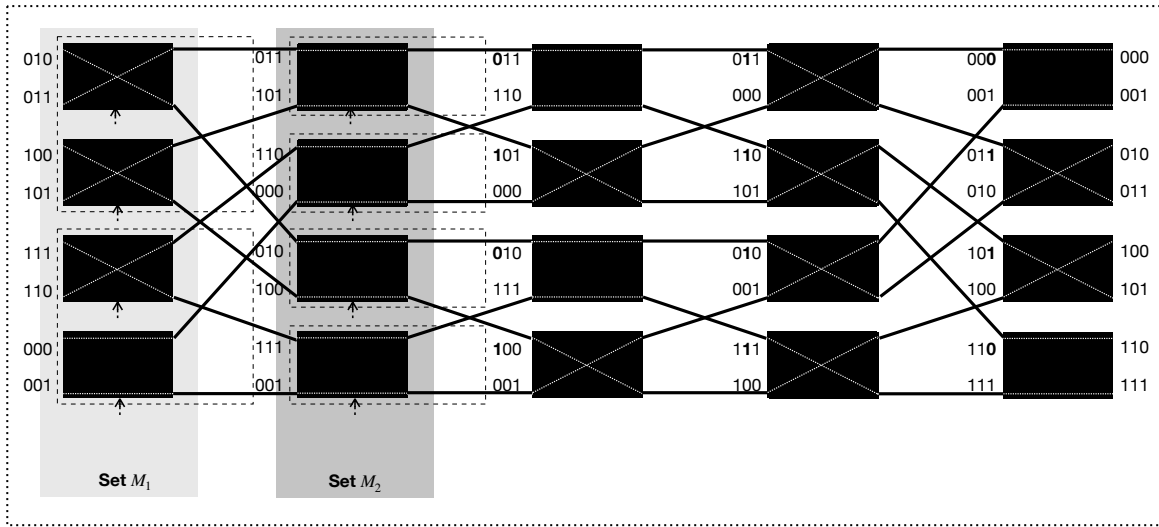 010 011 011 011 000 000
011 101 110 000 001 001
100 110 101 110 011 010
101 000 000 101 010 011
111 010 010 010 101 100
110 100 111 001 100 101
000 111 100 111 110 110
001 001 001 100 111 111
Set M1 Set M2